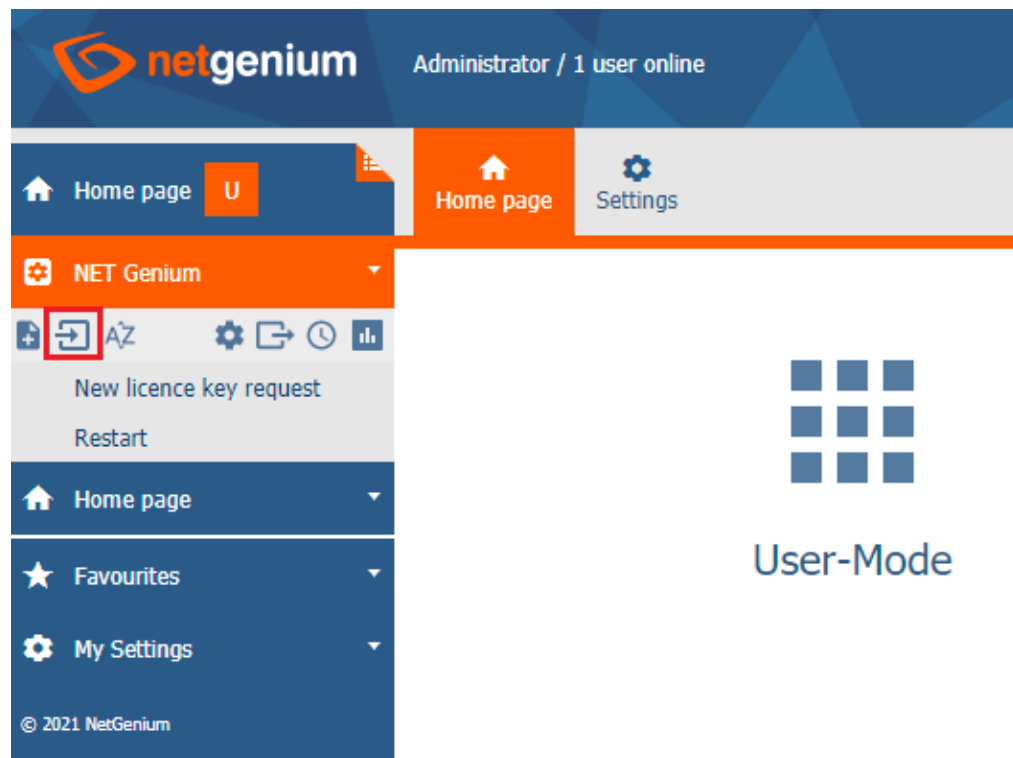 netgenium
Administrator / 1 user online
Home page U
Home page
Settings
NET Genium
AZ
New licence key request
Restart
Home page
Favourites
My Settings
© 2021 NetGenium
User-Mode